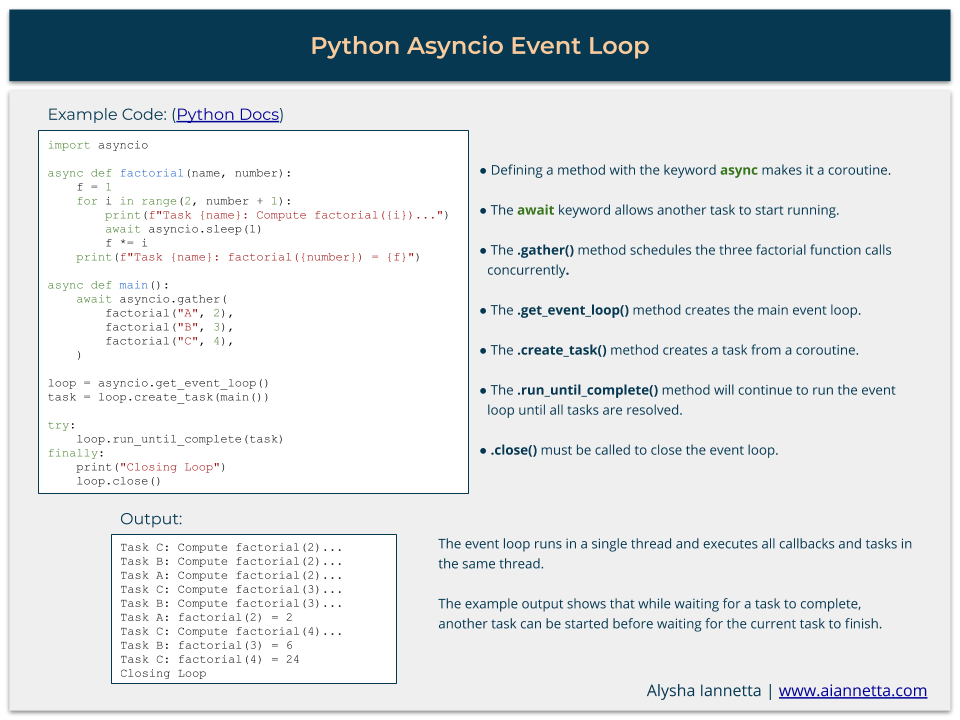 Python Asyncio Event Loop
Example Code: (Python Docs)
import asyncio

async def factorial(name, number):
    f = 1
    for i in range(2, number + 1):
        print(f"Task {name}: Compute factorial({i})...")
        await asyncio.sleep(1)
        f *= i
    print(f"Task {name}: factorial({number}) = {f}")

async def main():
    await asyncio.gather(
        factorial("A", 2),
        factorial("B", 3),
        factorial("C", 4),
    )

loop = asyncio.get_event_loop()
task = loop.create_task(main())

try:
    loop.run_until_complete(task)
finally:
    print("Closing Loop")
    loop.close()

● Defining a method with the keyword async makes it a coroutine.
● The await keyword allows another task to start running.
● The .gather() method schedules the three factorial function calls
concurrently.
● The .get_event_loop() method creates the main event loop.
● The .create_task() method creates a task from a coroutine.
● The .run_until_complete() method will continue to run the event
loop until all tasks are resolved.
● .close() must be called to close the event loop.

Output:
Task C: Compute factorial(2)...
Task B: Compute factorial(2)...
Task A: Compute factorial(2)...
Task C: Compute factorial(3)...
Task B: Compute factorial(3)...
Task A: factorial(2) = 2
Task C: Compute factorial(4)...
Task B: factorial(3) = 6
Task C: factorial(4) = 24
Closing Loop

The event loop runs in a single thread and executes all callbacks and tasks in
the same thread.
The example output shows that while waiting for a task to complete,
another task can be started before waiting for the current task to finish.
Alysha Iannetta | www.aiannetta.com